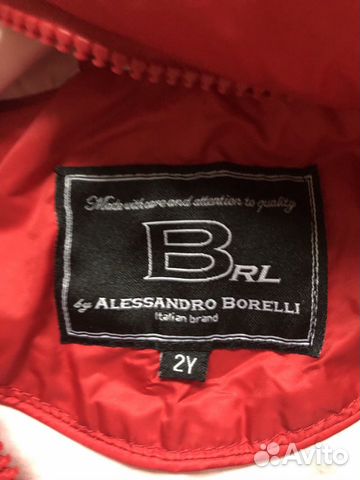 Made with care and attention to quality
BRL
by ALESSANDRO BORELLI
Italian brand
2Y
Avito